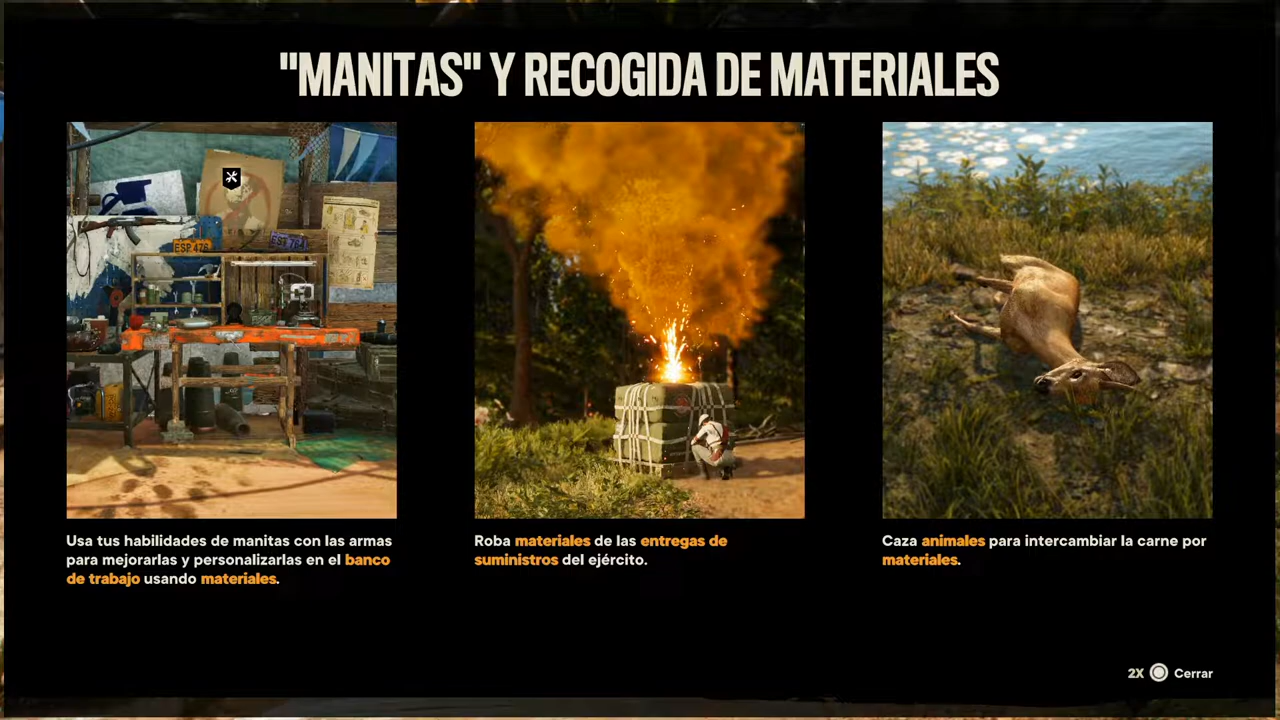 "MANITAS" Y RECOGIDA DE MATERIALES
ESP 476
Usa tus habilidades de manitas con las armas
para mejorarlas y personalizarlas en el banco
de trabajo usando materiales.
Roba materiales de las entregas de
suministros del ejército.
Caza animales para intercambiar la carne por
materiales.
2X Cerrar